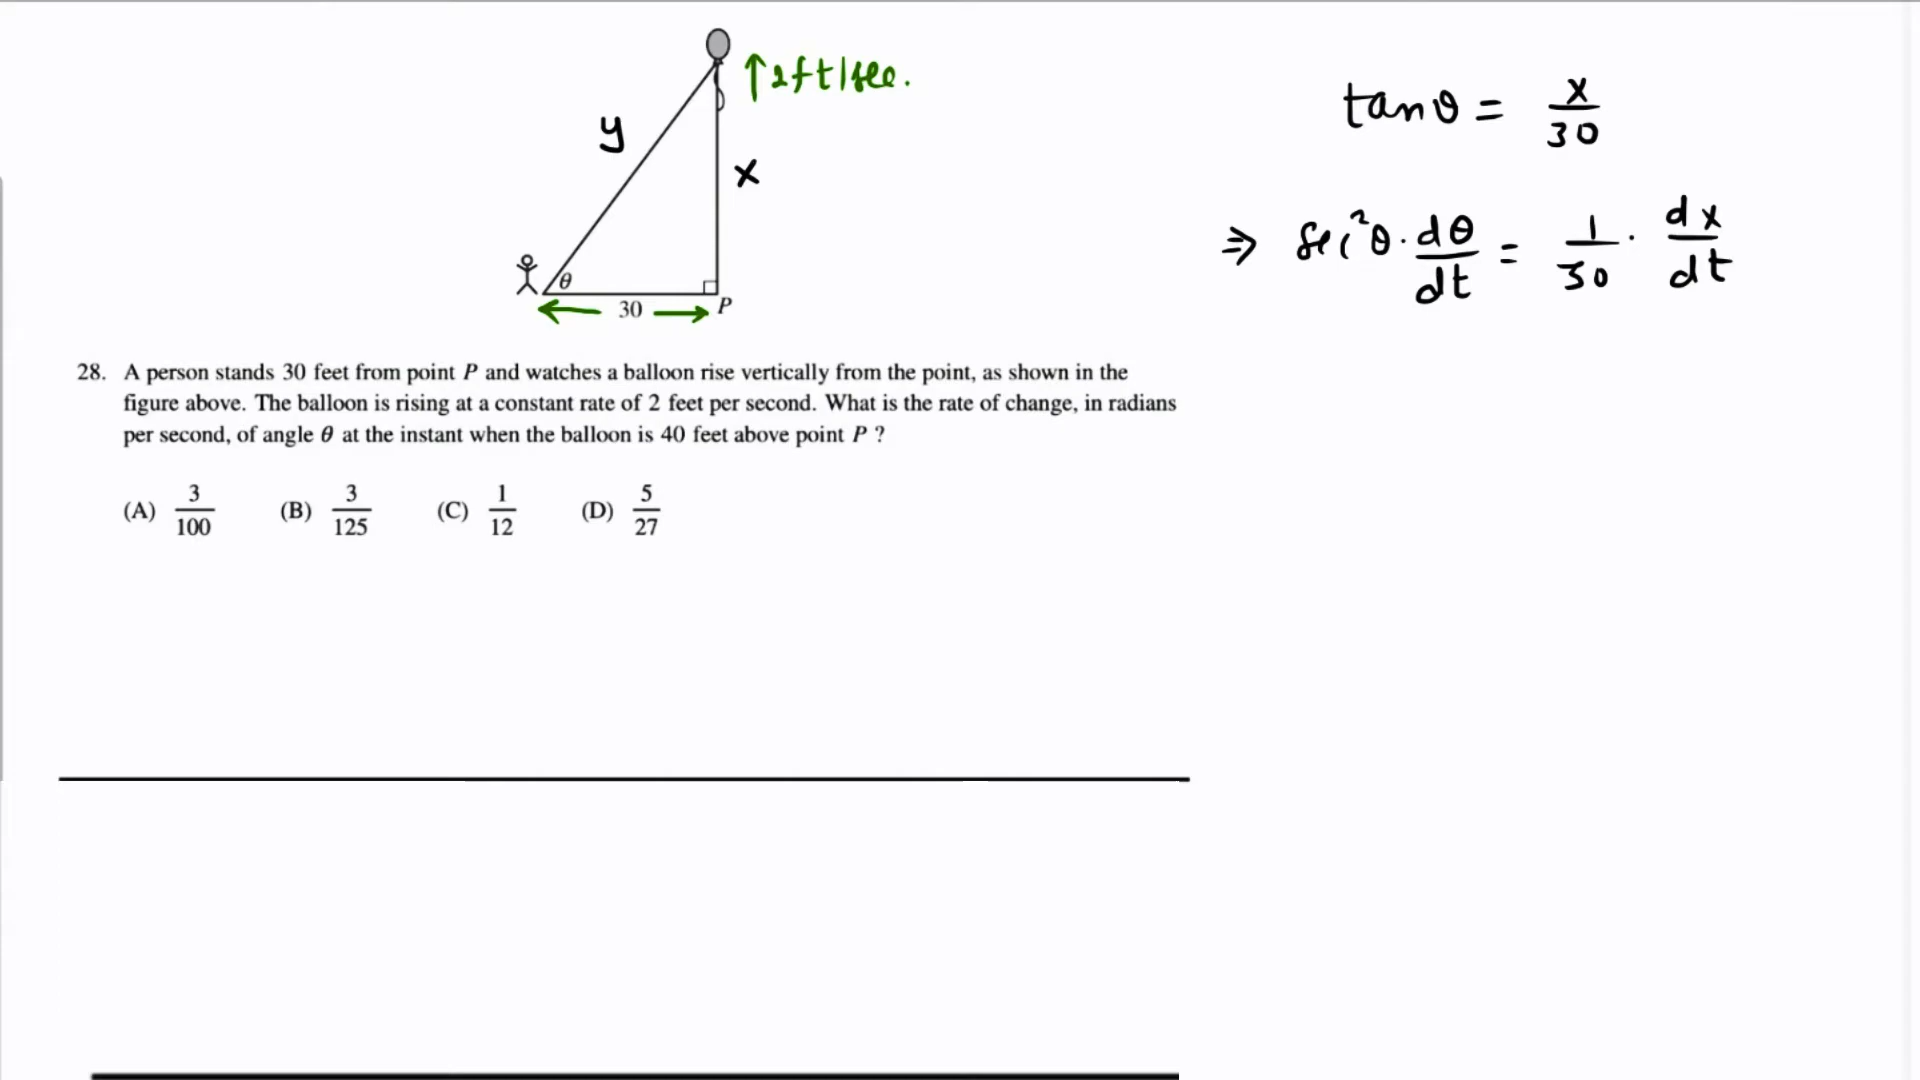 ↑2ft/sec.
y
x
θ
30
P
tanθ = x/30
⇒ sec²θ · dθ/dt = 1/30 · dx/dt
28. A person stands 30 feet from point P and watches a balloon rise vertically from the point, as shown in the
figure above. The balloon is rising at a constant rate of 2 feet per second. What is the rate of change, in radians
per second, of angle θ at the instant when the balloon is 40 feet above point P ?
(A) 3/100 (B) 3/125 (C) 1/12 (D) 5/27